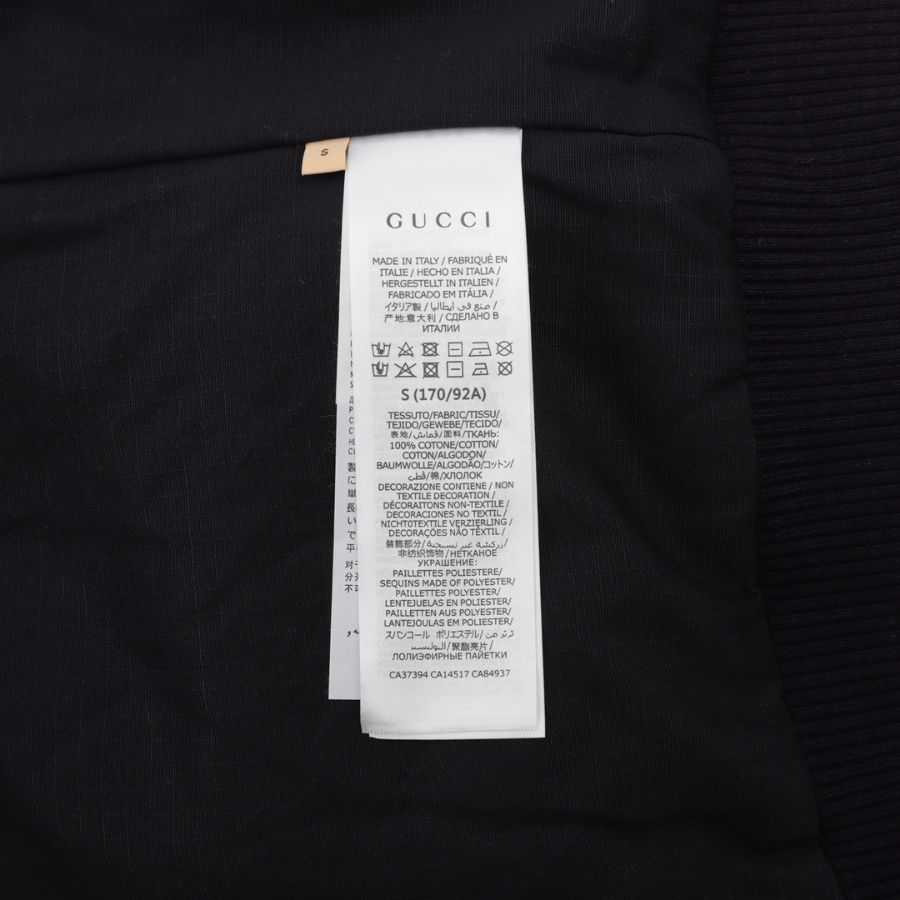 S
GUCCI
MADE IN ITALY / FABRIQUÉ EN
ITALIE / HECHO EN ITALIA /
HERGESTELLT IN ITALIEN /
FABRICADO EM ITÁLIA /
イタリア製 / صنع في ايطاليا /
产地:意大利 / СДЕЛАНО В
ИТАЛИИ
S (170/92A)
TESSUTO/FABRIC/TISSU/
TEJIDO/GEWEBE/TECIDO/
表地/قماش/面料/ТКАНЬ:
100% COTONE/COTTON/
COTON/ALGODON/
BAUMWOLLE/ALGODÃO/コットン/
قطن/棉/ХЛОПОК
DECORAZIONE CONTIENE / NON
TEXTILE DECORATION /
DÉCORAITONS NON-TEXTILE /
DECORACIONES NO TEXTIL /
NICHT0TEXTILE VERZIERLING /
DECORAÇÕES NÃO TÊXTIL /
装飾部分/زركشة غير نسيجية/
非纺织饰物/НЕТКАНОЕ
УКРАШЕНИЕ:
PAILLETTES POLIESTERE/
SEQUINS MADE OF POLYESTER/
PAILLETTES POLYESTER/
LENTEJUELAS EN POLIESTER/
PAILLETTEN AUS POLYESTER/
LANTEJOULAS EM POLIESTER/
スパンコール ポリエステル/
/聚酯亮片/
ПОЛИЭФИРНЫЕ ПАЙЕТКИ
CA37394 CA14517 CA84937